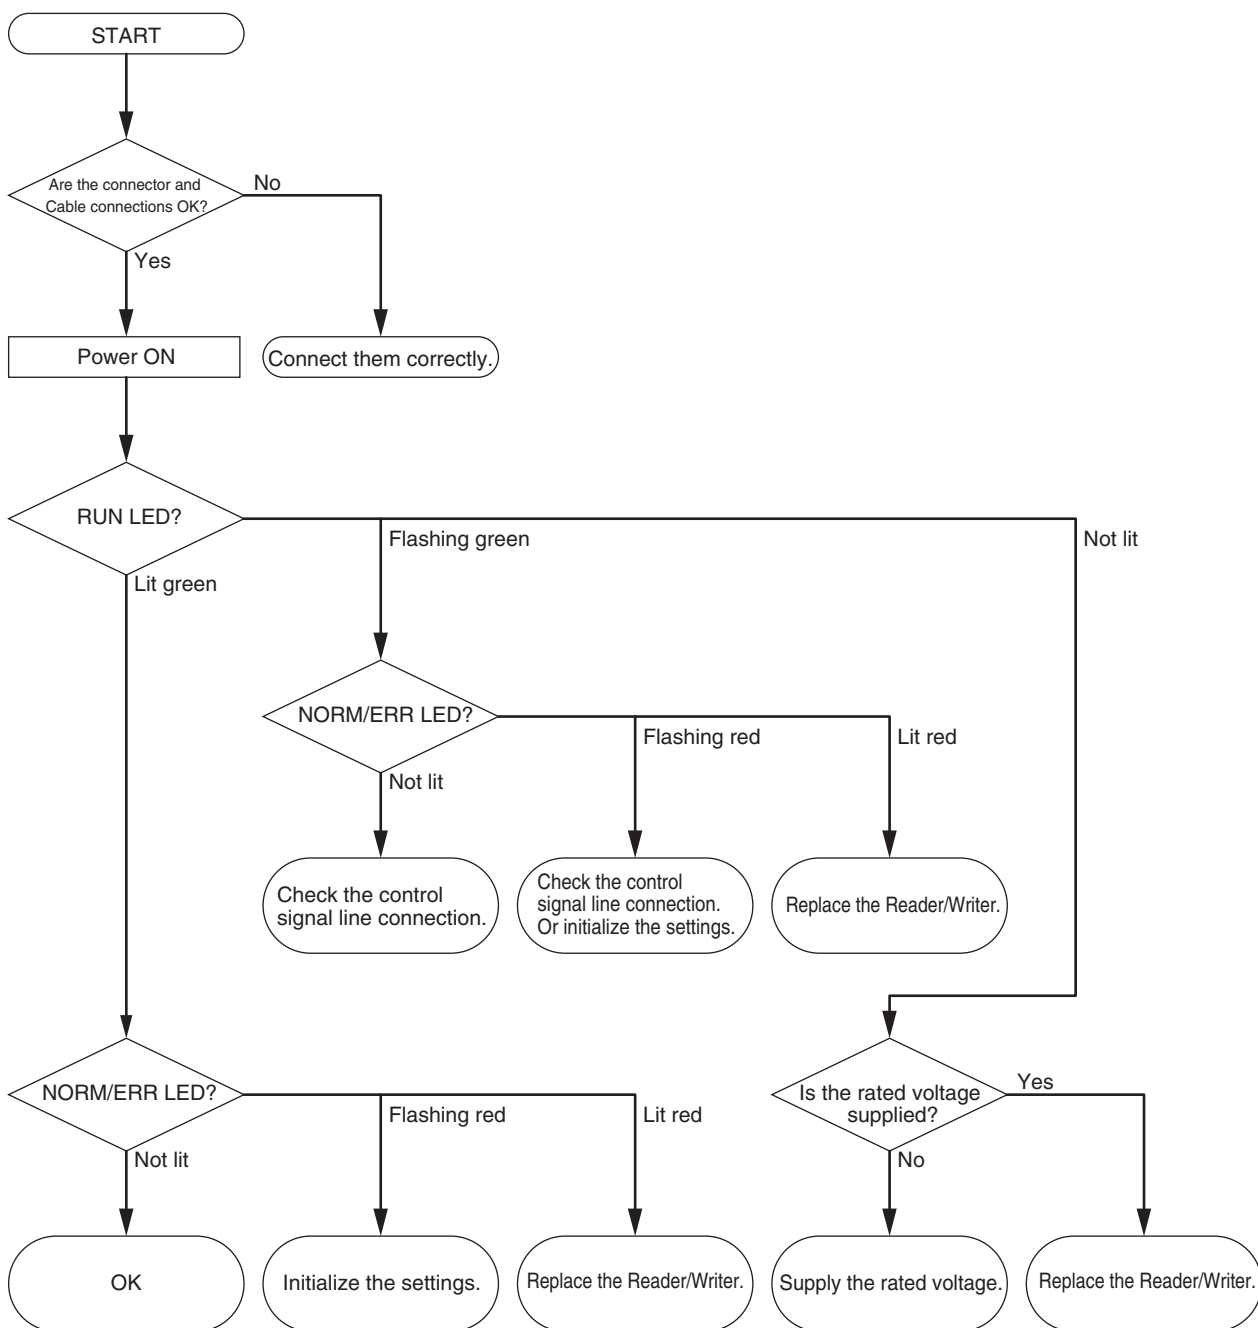 START
Are the connector and
Cable connections OK?
No
Yes
Power ON
Connect them correctly.
RUN LED?
Flashing green
Not lit
Lit green
NORM/ERR LED?
Flashing red
Lit red
Not lit
Check the control
signal line connection.
Check the control
signal line connection.
Or initialize the settings.
Replace the Reader/Writer.
NORM/ERR LED?
Flashing red
Lit red
Not lit
Is the rated voltage
supplied?
Yes
No
OK
Initialize the settings.
Replace the Reader/Writer.
Supply the rated voltage.
Replace the Reader/Writer.